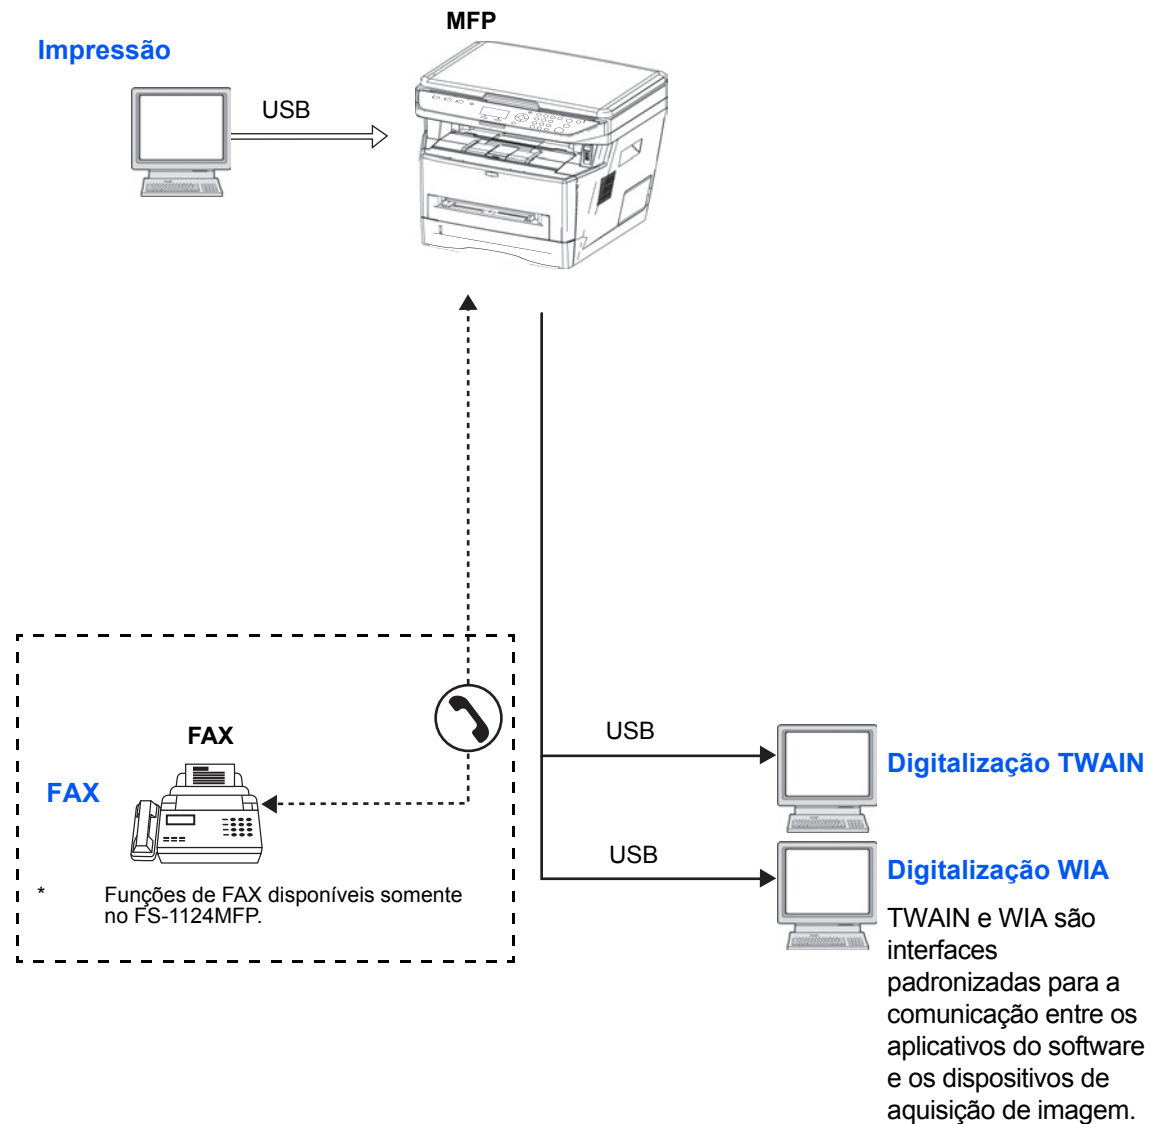 MFP
Impressão
USB
FAX
FAX
* Funções de FAX disponíveis somente
no FS-1124MFP.
USB
Digitalização TWAIN
USB
Digitalização WIA
TWAIN e WIA são
interfaces
padronizadas para a
comunicação entre os
aplicativos do software
e os dispositivos de
aquisição de imagem.